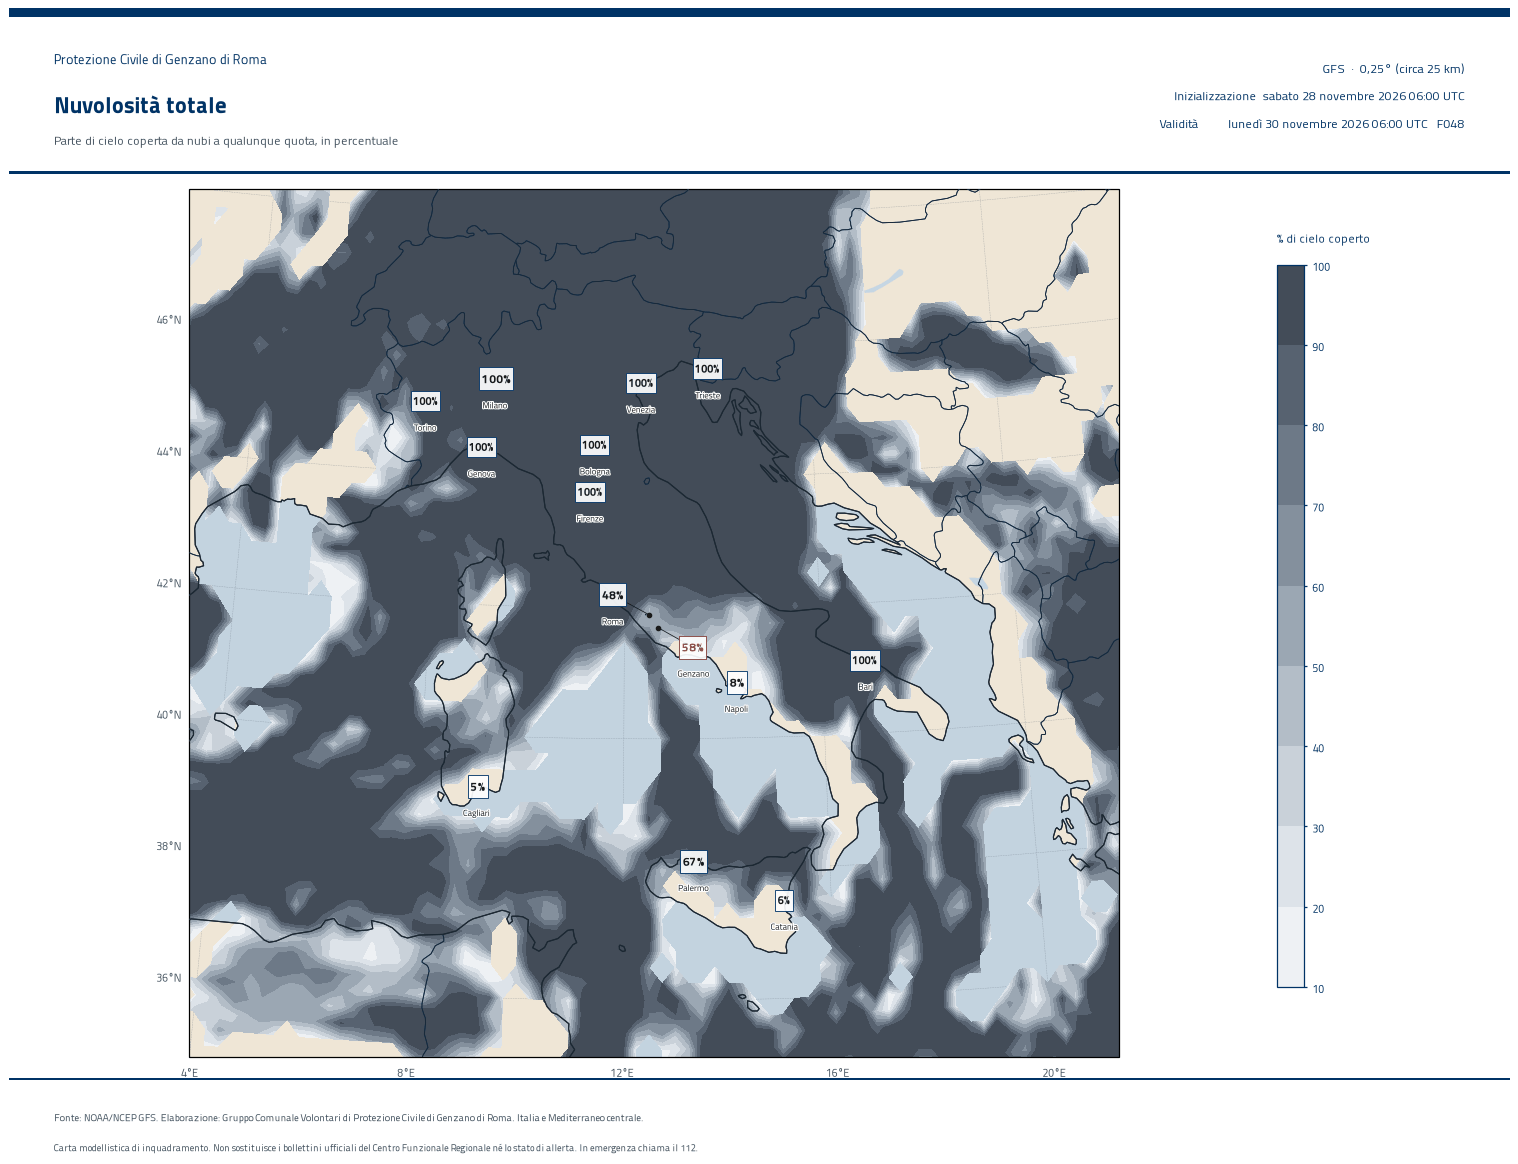 Protezione Civile di Genzano di Roma
Nuvolosità totale
Parte di cielo coperta da nubi a qualunque quota, in percentuale
GFS · 0,25° (circa 25 km)
Inizializzazione sabato 28 novembre 2026 06:00 UTC
Validità lunedì 30 novembre 2026 06:00 UTC F048
% di cielo coperto
100
90
80
70
60
50
40
30
20
10
46°N
44°N
42°N
40°N
38°N
36°N
4°E
8°E
12°E
16°E
20°E
100%
Trieste
100%
Milano
100%
Venezia
100%
Torino
100%
Genova
100%
Bologna
100%
Firenze
48%
Roma
58%
Genzano
100%
Bari
8%
Napoli
5%
Cagliari
67%
Palermo
6%
Catania
Fonte: NOAA/NCEP GFS. Elaborazione: Gruppo Comunale Volontari di Protezione Civile di Genzano di Roma. Italia e Mediterraneo centrale.
Carta modellistica di inquadramento. Non sostituisce i bollettini ufficiali del Centro Funzionale Regionale né lo stato di allerta. In emergenza chiama il 112.